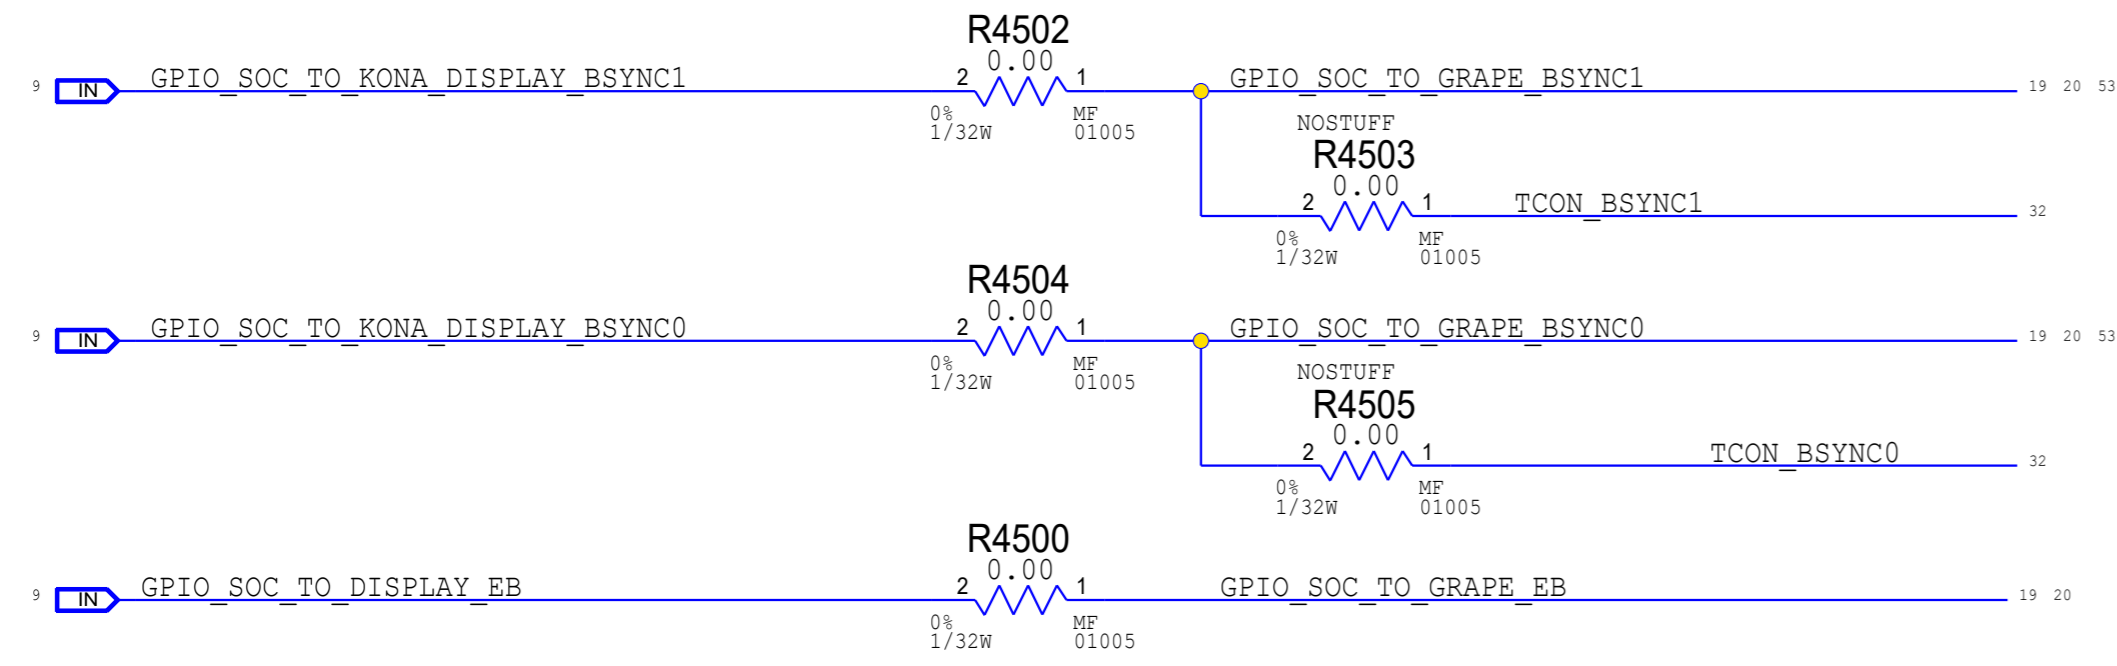 R4502
0.00
9 IN GPIO_SOC_TO_KONA_DISPLAY_BSYNC1 2 1 GPIO_SOC_TO_GRAPE_BSYNC1 19 20 53
0% MF
1/32W 01005
NOSTUFF
R4503
0.00
2 1 TCON_BSYNC1 32
0% MF
1/32W 01005
R4504
0.00
9 IN GPIO_SOC_TO_KONA_DISPLAY_BSYNC0 2 1 GPIO_SOC_TO_GRAPE_BSYNC0 19 20 53
0% MF
1/32W 01005
NOSTUFF
R4505
0.00
2 1 TCON_BSYNC0 32
0% MF
1/32W 01005
R4500
0.00
9 IN GPIO_SOC_TO_DISPLAY_EB 2 1 GPIO_SOC_TO_GRAPE_EB 19 20
0% MF
1/32W 01005